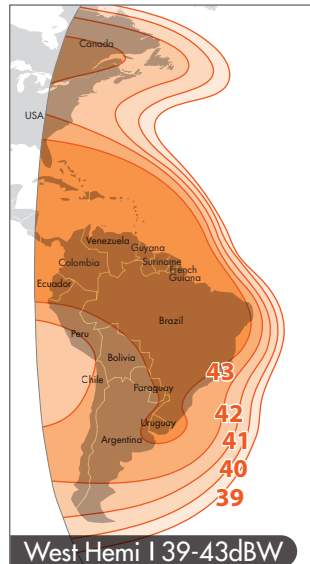 Canada
USA
Venezuela
Guyana
Colombia
Suriname
French
Guiana
Ecuador
Brazil
Peru
Bolivia
43
Chile
Paraguay
42
Uruguay
Argentina
41
40
39
West Hemi I 39-43dBW